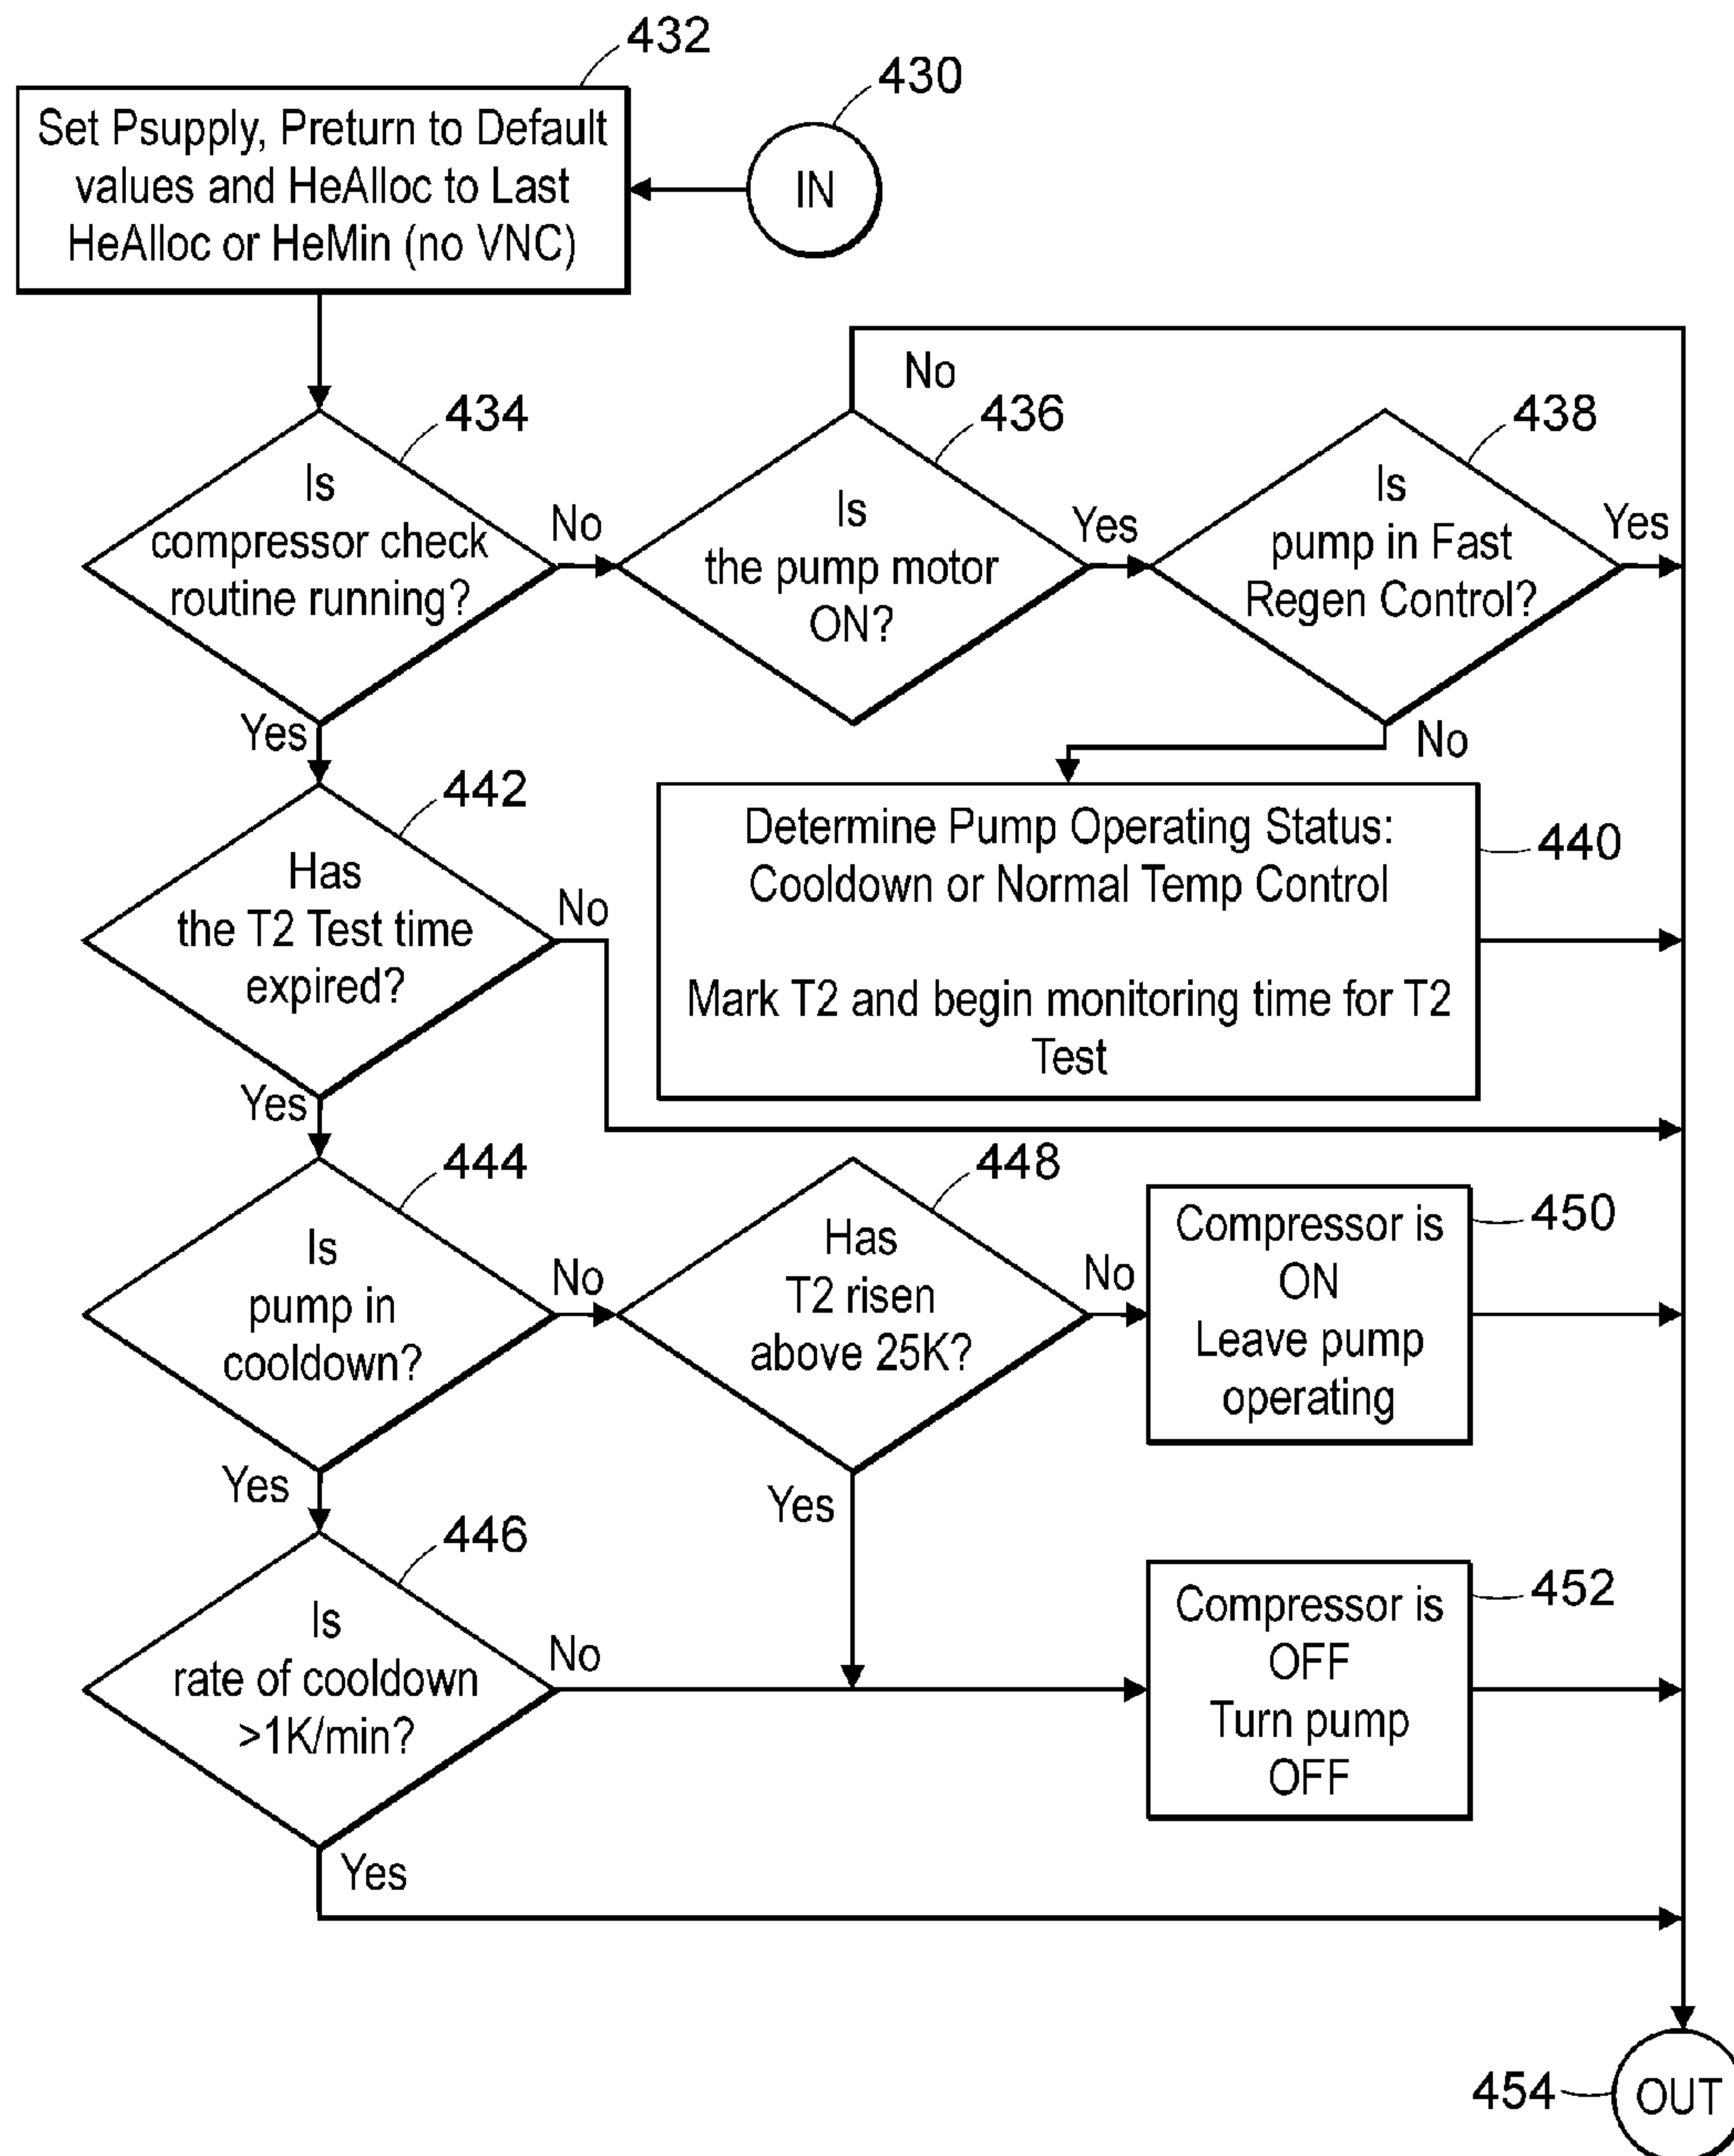 432
430
Set Psupply, Preturn to Default
values and HeAlloc to Last
HeAlloc or HeMin (no VNC)
IN
434
No
436
438
Is
compressor check
routine running?
No
Is
the pump motor
ON?
Yes
Is
pump in Fast
Regen Control?
Yes
Yes
No
442
Has
the T2 Test time
expired?
No
Determine Pump Operating Status:
Cooldown or Normal Temp Control
Mark T2 and begin monitoring time for T2
Test
440
Yes
444
448
Is
pump in
cooldown?
No
Has
T2 risen
above 25K?
No
Compressor is
ON
Leave pump
operating
450
Yes
Yes
446
Is
rate of cooldown
>1K/min?
No
Compressor is
OFF
Turn pump
OFF
452
Yes
454
OUT